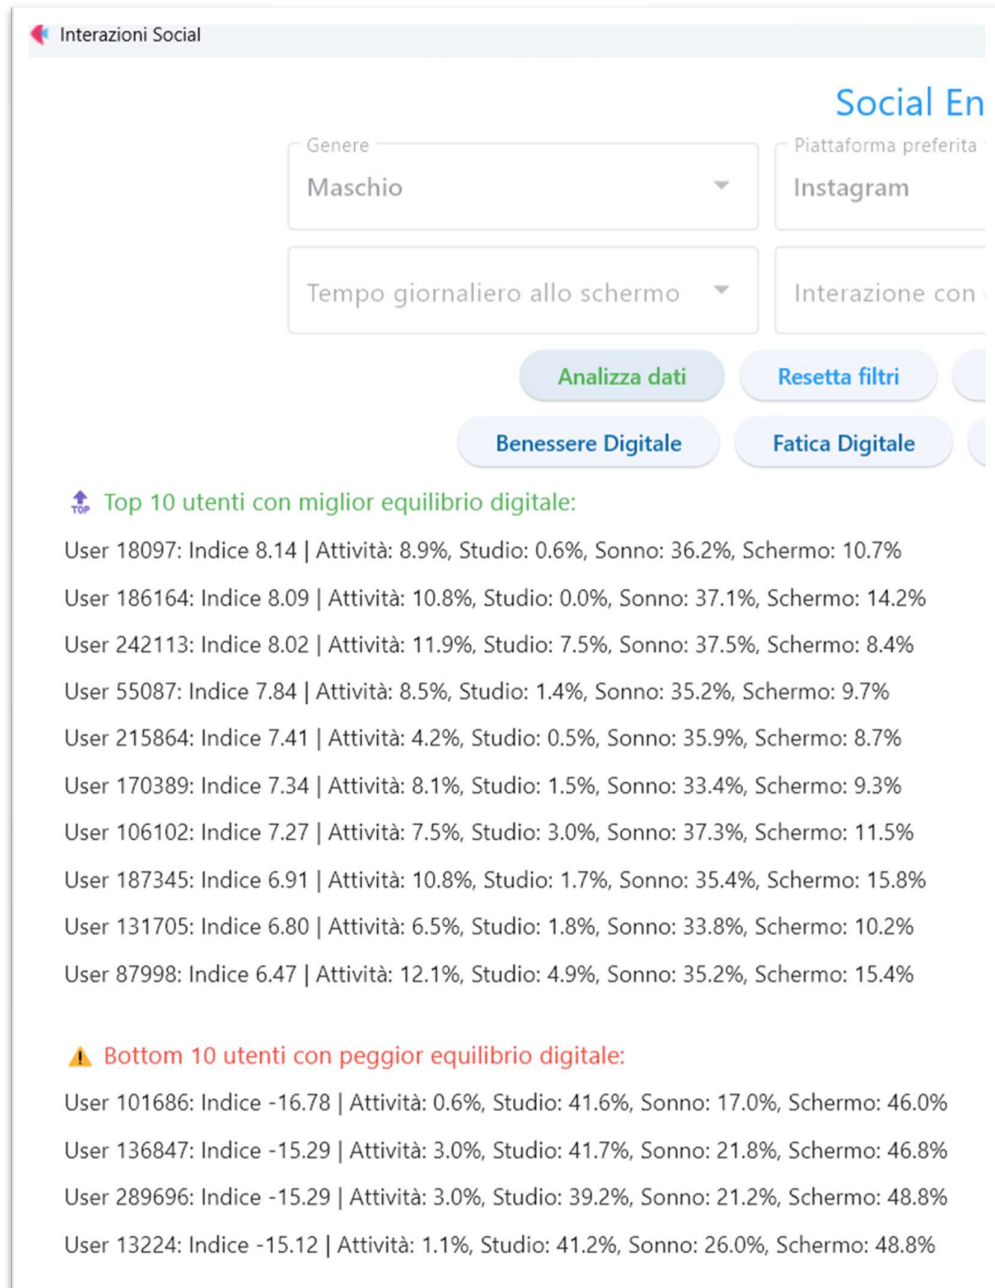 Interazioni Social
Social En
Genere
Piattaforma preferita
Maschio
Instagram
Tempo giornaliero allo schermo
Interazione con
Analizza dati
Resetta filtri
Benessere Digitale
Fatica Digitale
TOP
Top 10 utenti con miglior equilibrio digitale:
User 18097: Indice 8.14 | Attività: 8.9%, Studio: 0.6%, Sonno: 36.2%, Schermo: 10.7%
User 186164: Indice 8.09 | Attività: 10.8%, Studio: 0.0%, Sonno: 37.1%, Schermo: 14.2%
User 242113: Indice 8.02 | Attività: 11.9%, Studio: 7.5%, Sonno: 37.5%, Schermo: 8.4%
User 55087: Indice 7.84 | Attività: 8.5%, Studio: 1.4%, Sonno: 35.2%, Schermo: 9.7%
User 215864: Indice 7.41 | Attività: 4.2%, Studio: 0.5%, Sonno: 35.9%, Schermo: 8.7%
User 170389: Indice 7.34 | Attività: 8.1%, Studio: 1.5%, Sonno: 33.4%, Schermo: 9.3%
User 106102: Indice 7.27 | Attività: 7.5%, Studio: 3.0%, Sonno: 37.3%, Schermo: 11.5%
User 187345: Indice 6.91 | Attività: 10.8%, Studio: 1.7%, Sonno: 35.4%, Schermo: 15.8%
User 131705: Indice 6.80 | Attività: 6.5%, Studio: 1.8%, Sonno: 33.8%, Schermo: 10.2%
User 87998: Indice 6.47 | Attività: 12.1%, Studio: 4.9%, Sonno: 35.2%, Schermo: 15.4%
Bottom 10 utenti con peggior equilibrio digitale:
User 101686: Indice -16.78 | Attività: 0.6%, Studio: 41.6%, Sonno: 17.0%, Schermo: 46.0%
User 136847: Indice -15.29 | Attività: 3.0%, Studio: 41.7%, Sonno: 21.8%, Schermo: 46.8%
User 289696: Indice -15.29 | Attività: 3.0%, Studio: 39.2%, Sonno: 21.2%, Schermo: 48.8%
User 13224: Indice -15.12 | Attività: 1.1%, Studio: 41.2%, Sonno: 26.0%, Schermo: 48.8%